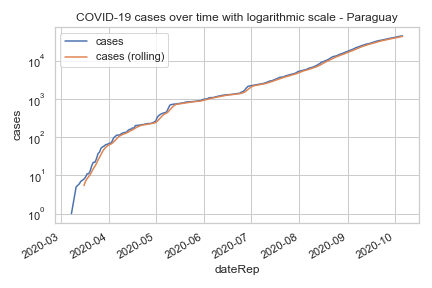 COVID-19 cases over time with logarithmic scale - Paraguay
cases
cases (rolling)
10⁴
10³
10²
10¹
10⁰
cases
2020-03
2020-04
2020-05
2020-06
2020-07
2020-08
2020-09
2020-10
dateRep